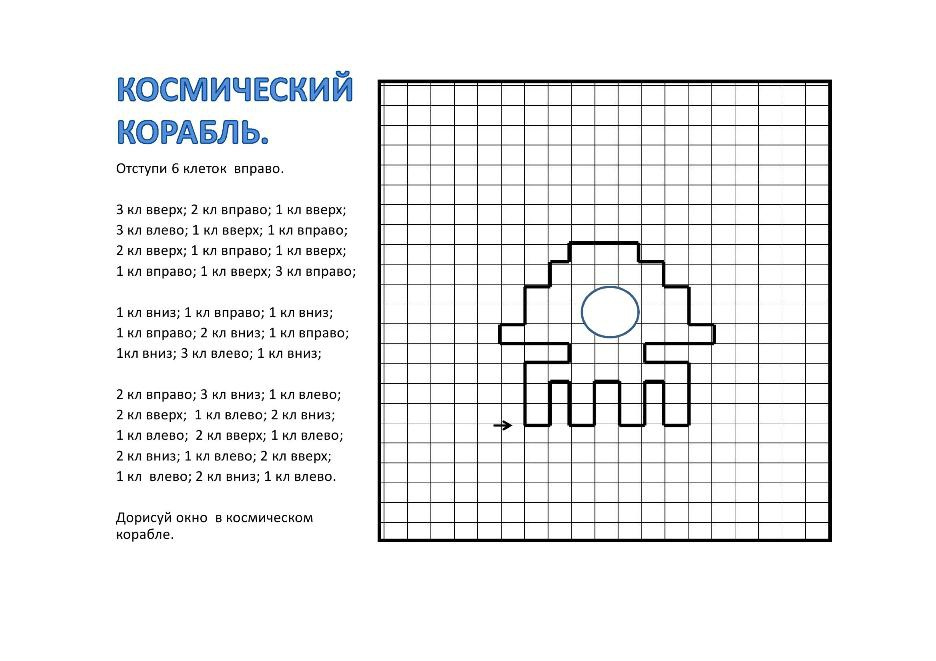 КОСМИЧЕСКИЙ
КОРАБЛЬ.
Отступи 6 клеток вправо.
3 кл вверх; 2 кл вправо; 1 кл вверх;
3 кл влево; 1 кл вверх; 1 кл вправо;
2 кл вверх; 1 кл вправо; 1 кл вверх;
1 кл вправо; 1 кл вверх; 3 кл вправо;
1 кл вниз; 1 кл вправо; 1 кл вниз;
1 кл вправо; 2 кл вниз; 1 кл вправо;
1кл вниз; 3 кл влево; 1 кл вниз;
2 кл вправо; 3 кл вниз; 1 кл влево;
2 кл вверх; 1 кл влево; 2 кл вниз;
1 кл влево; 2 кл вверх; 1 кл влево;
2 кл вниз; 1 кл влево; 2 кл вверх;
1 кл влево; 2 кл вниз; 1 кл влево.
Дорисуй окно в космическом
корабле.